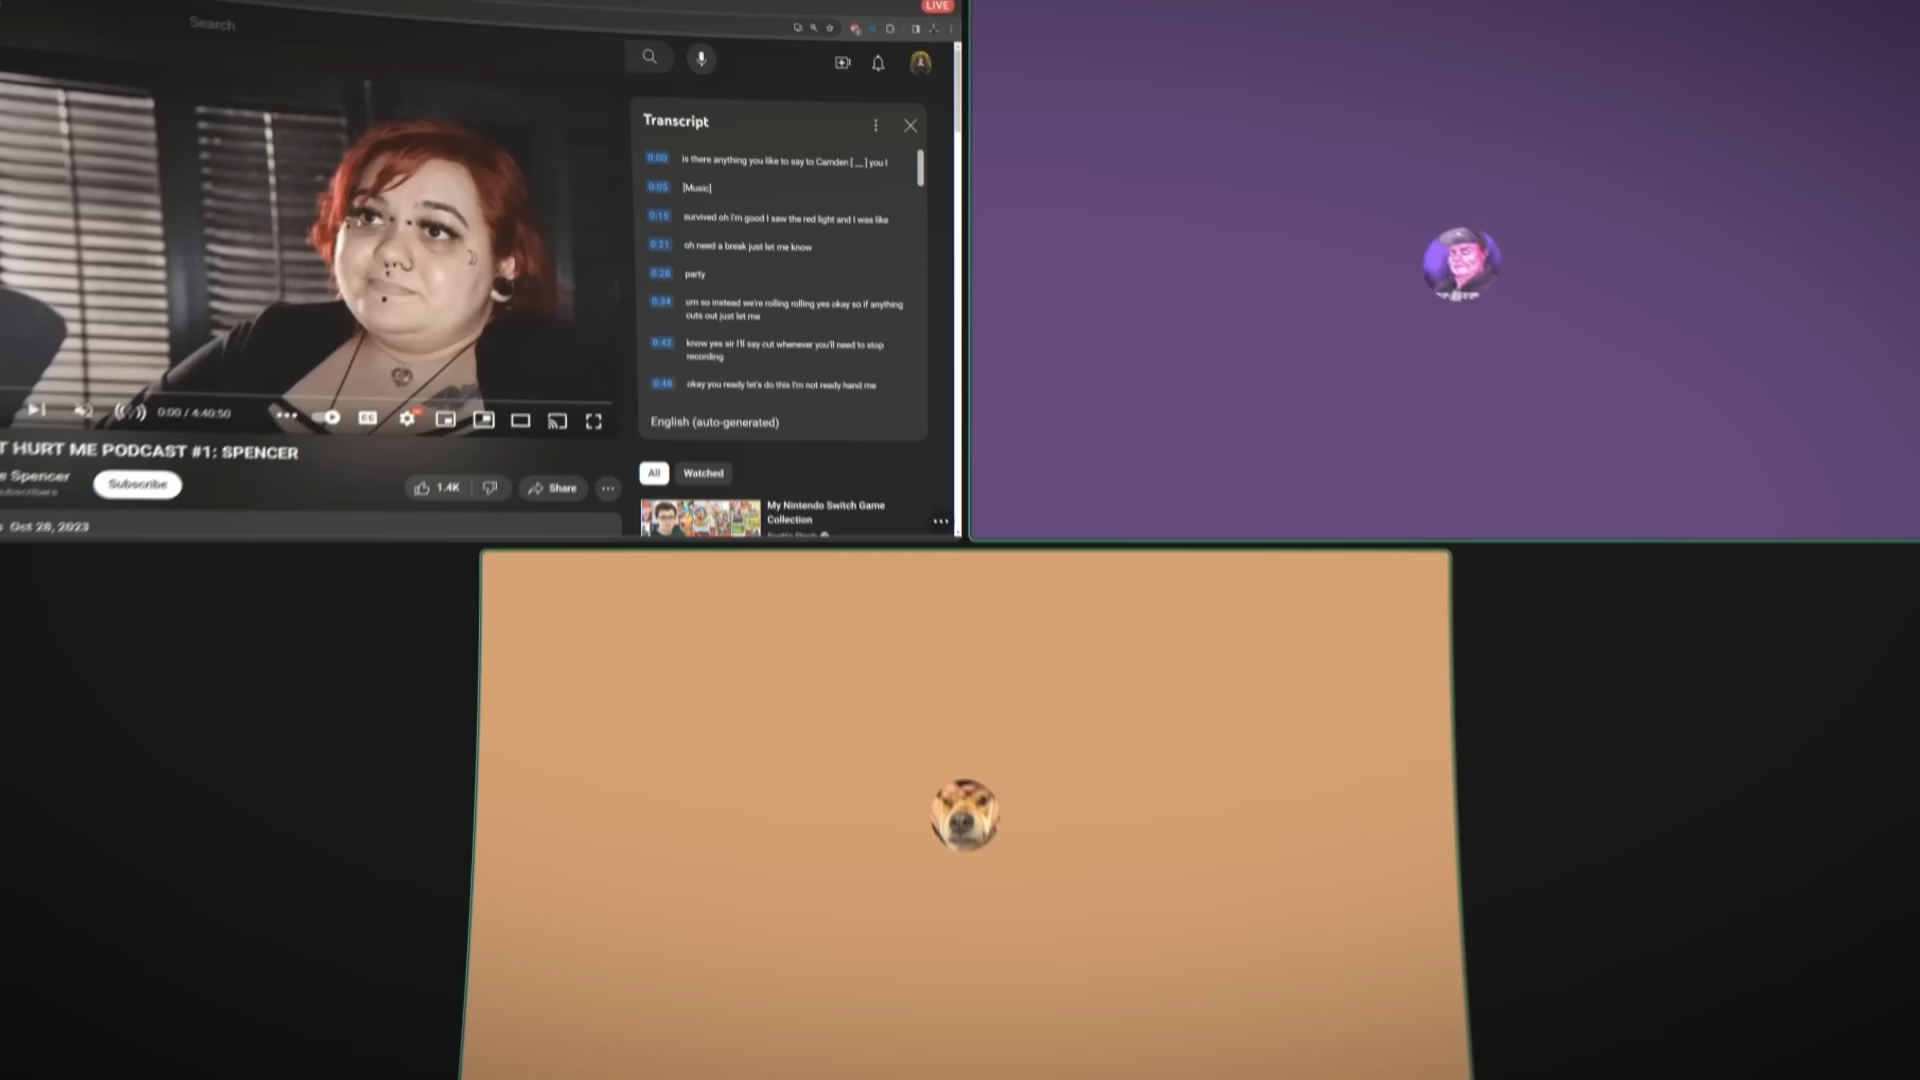 LIVE
Search
Transcript
0:00 is there anything you like to say to Camden [ __ ] you I
0:05 [Music]
0:15 survived oh I'm good I saw the red light and I was like
0:21 oh need a break just let me know
0:28 party
0:34 um so instead we're rolling rolling yes okay so if anything
cuts out just let me
0:42 know yes sir I'll say cut whenever you'll need to stop
recording
0:48 okay you ready let's do this I'm not ready hand me
English (auto-generated)
0:00 / 4:40:50
T HURT ME PODCAST #1: SPENCER
e Spencer
ubscribers
Subscribe
1.4K
Share
s Oct 28, 2023
All
Watched
My Nintendo Switch Game
Collection